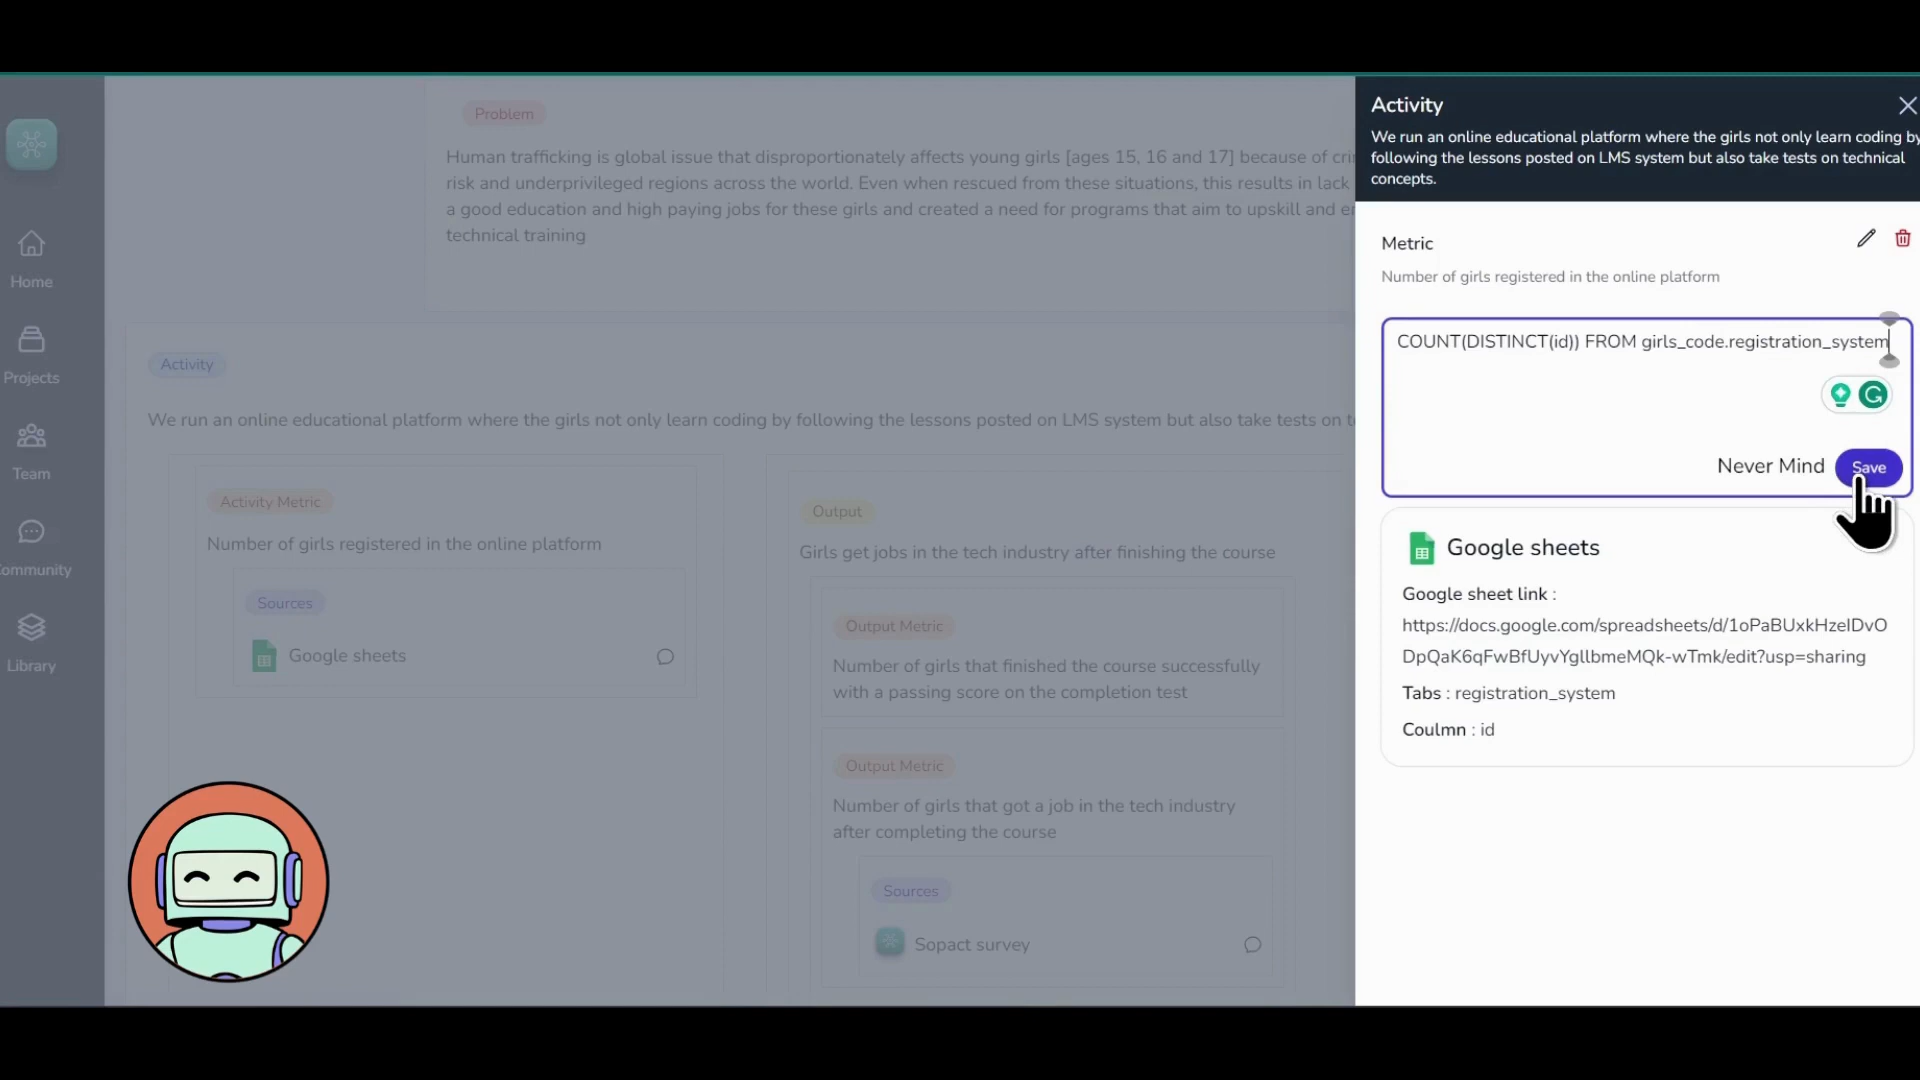 Home
Projects
Team
ommunity
Library
Problem
Human trafficking is global issue that disproportionately affects young girls [ages 15, 16 and 17] because of cri
risk and underprivileged regions across the world. Even when rescued from these situations, this results in lack
a good education and high paying jobs for these girls and created a need for programs that aim to upskill and e
technical training
Activity
We run an online educational platform where the girls not only learn coding by following the lessons posted on LMS system but also take tests on t
Activity Metric
Number of girls registered in the online platform
Sources
Google sheets
Output
Girls get jobs in the tech industry after finishing the course
Output Metric
Number of girls that finished the course successfully
with a passing score on the completion test
Output Metric
Number of girls that got a job in the tech industry
after completing the course
Sources
Sopact survey
Activity
We run an online educational platform where the girls not only learn coding by
following the lessons posted on LMS system but also take tests on technical
concepts.
Metric
Number of girls registered in the online platform
COUNT(DISTINCT(id)) FROM girls_code.registration_system
Never Mind Save
Google sheets
Google sheet link :
https://docs.google.com/spreadsheets/d/1oPaBUxkHzeIDvO
DpQaK6qFwBfUyvYgllbmeMQk-wTmk/edit?usp=sharing
Tabs : registration_system
Coulmn : id